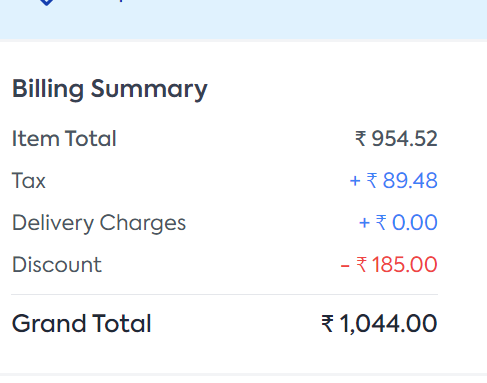 Billing Summary
Item Total ₹ 954.52
Tax + ₹ 89.48
Delivery Charges + ₹ 0.00
Discount - ₹ 185.00
Grand Total ₹ 1,044.00